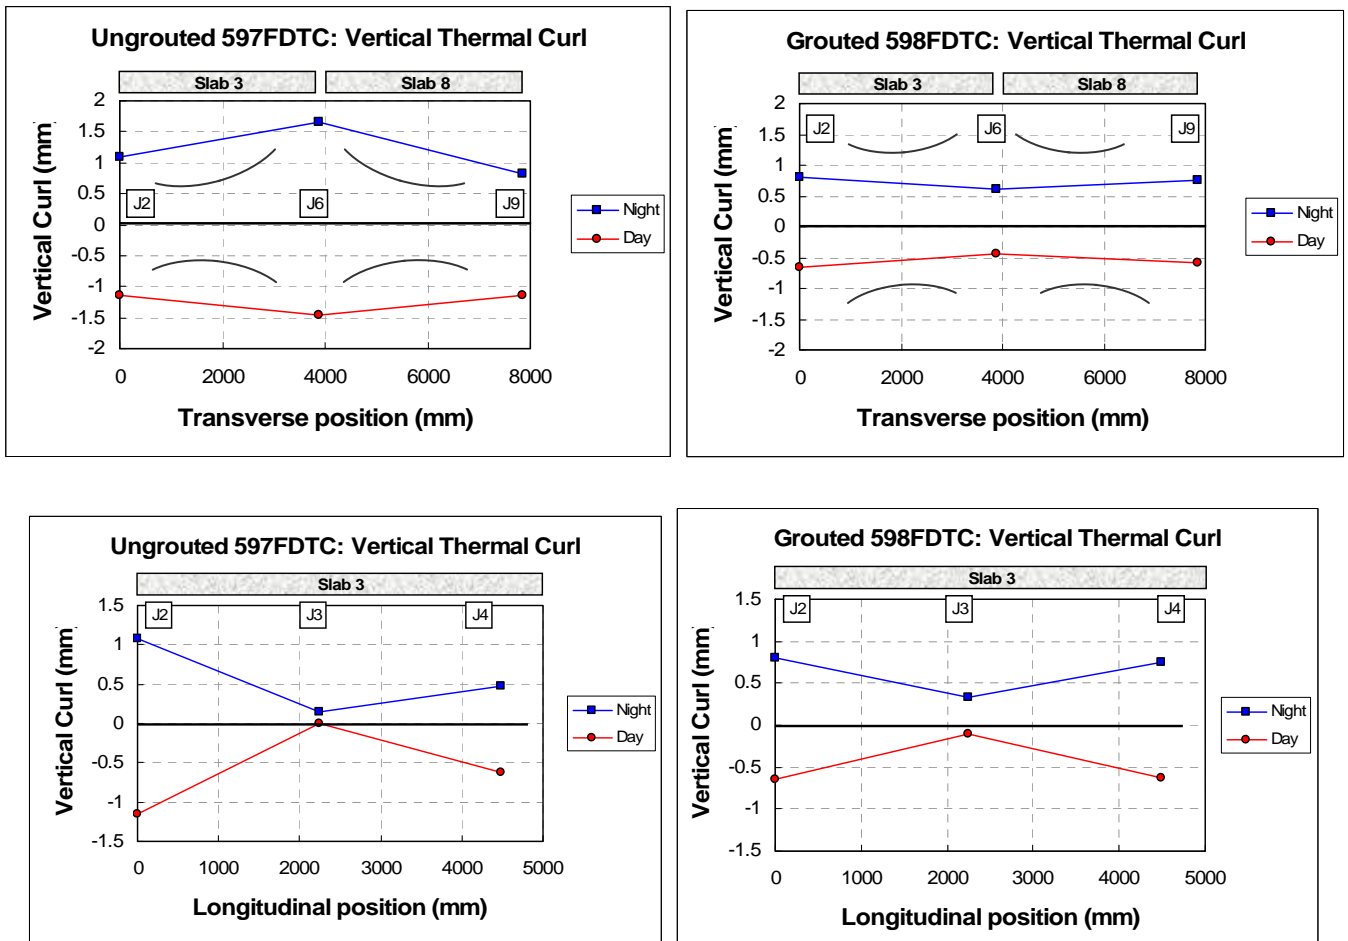 Ungrouted 597FDTC: Vertical Thermal Curl
Slab 3
Slab 8
2
1.5
1
0.5
0
-0.5
-1
-1.5
-2
Vertical Curl (mm)
J2
J6
J9
0
2000
4000
6000
8000
Transverse position (mm)
Night
Day
Grouted 598FDTC: Vertical Thermal Curl
Slab 3
Slab 8
2
1.5
1
0.5
0
-0.5
-1
-1.5
-2
Vertical Curl (mm)
J2
J6
J9
0
2000
4000
6000
8000
Transverse position (mm)
Night
Day
Ungrouted 597FDTC: Vertical Thermal Curl
Slab 3
1.5
1
0.5
0
-0.5
-1
-1.5
Vertical Curl (mm)
J2
J3
J4
0
1000
2000
3000
4000
5000
Longitudinal position (mm)
Night
Day
Grouted 598FDTC: Vertical Thermal Curl
Slab 3
1.5
1
0.5
0
-0.5
-1
-1.5
Vertical Curl (mm)
J2
J3
J4
0
1000
2000
3000
4000
5000
Longitudinal position (mm)
Night
Day